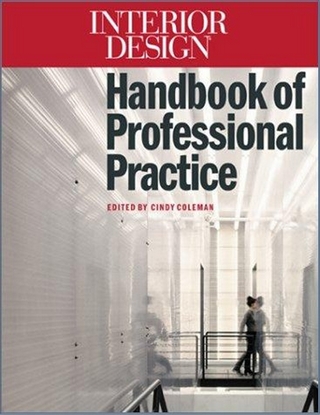 INTERIOR
DESIGN
Handbook of
Professional
Practice
EDITED BY CINDY COLEMAN